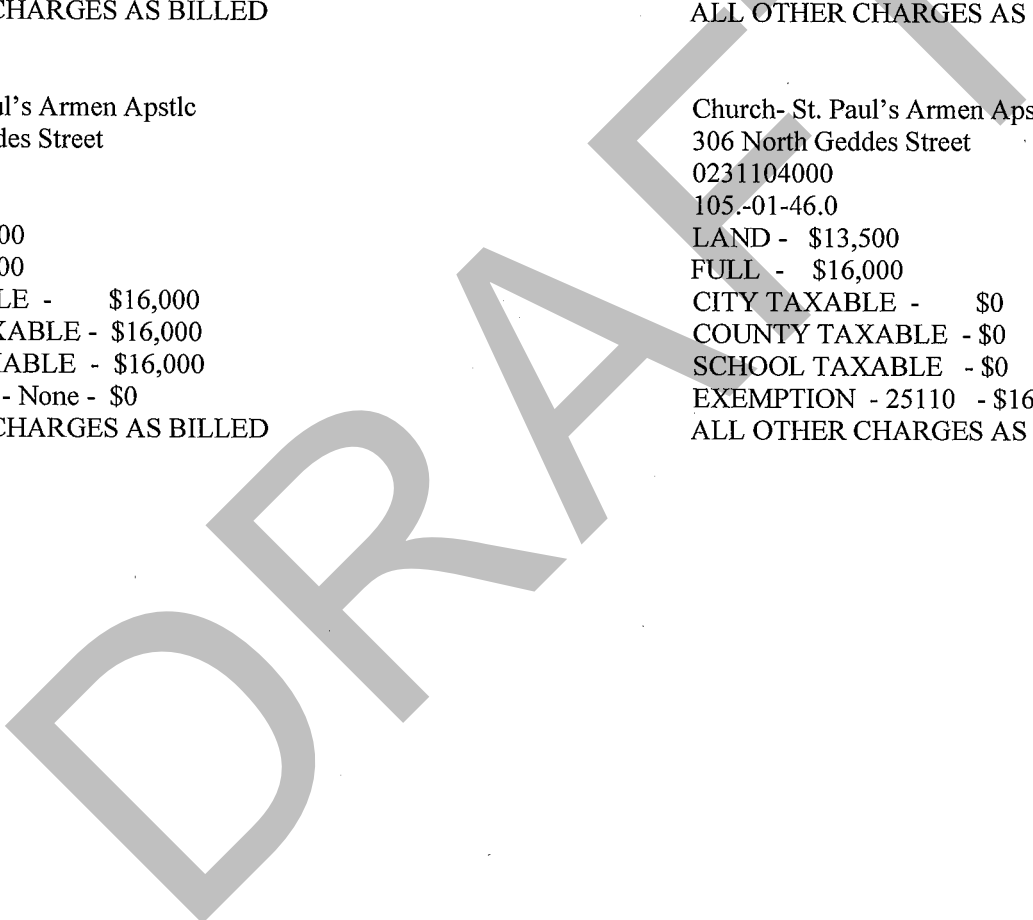 CHARGES AS BILLED
ul's Armen Apstlc
des Street
00
00
LE - $16,000
XABLE - $16,000
ABLE - $16,000
- None - $0
CHARGES AS BILLED
ALL OTHER CHARGES AS
Church- St. Paul's Armen Aps
306 North Geddes Street
0231104000
105.-01-46.0
LAND - $13,500
FULL - $16,000
CITY TAXABLE - $0
COUNTY TAXABLE - $0
SCHOOL TAXABLE - $0
EXEMPTION - 25110 - $16
ALL OTHER CHARGES AS
DRAFT